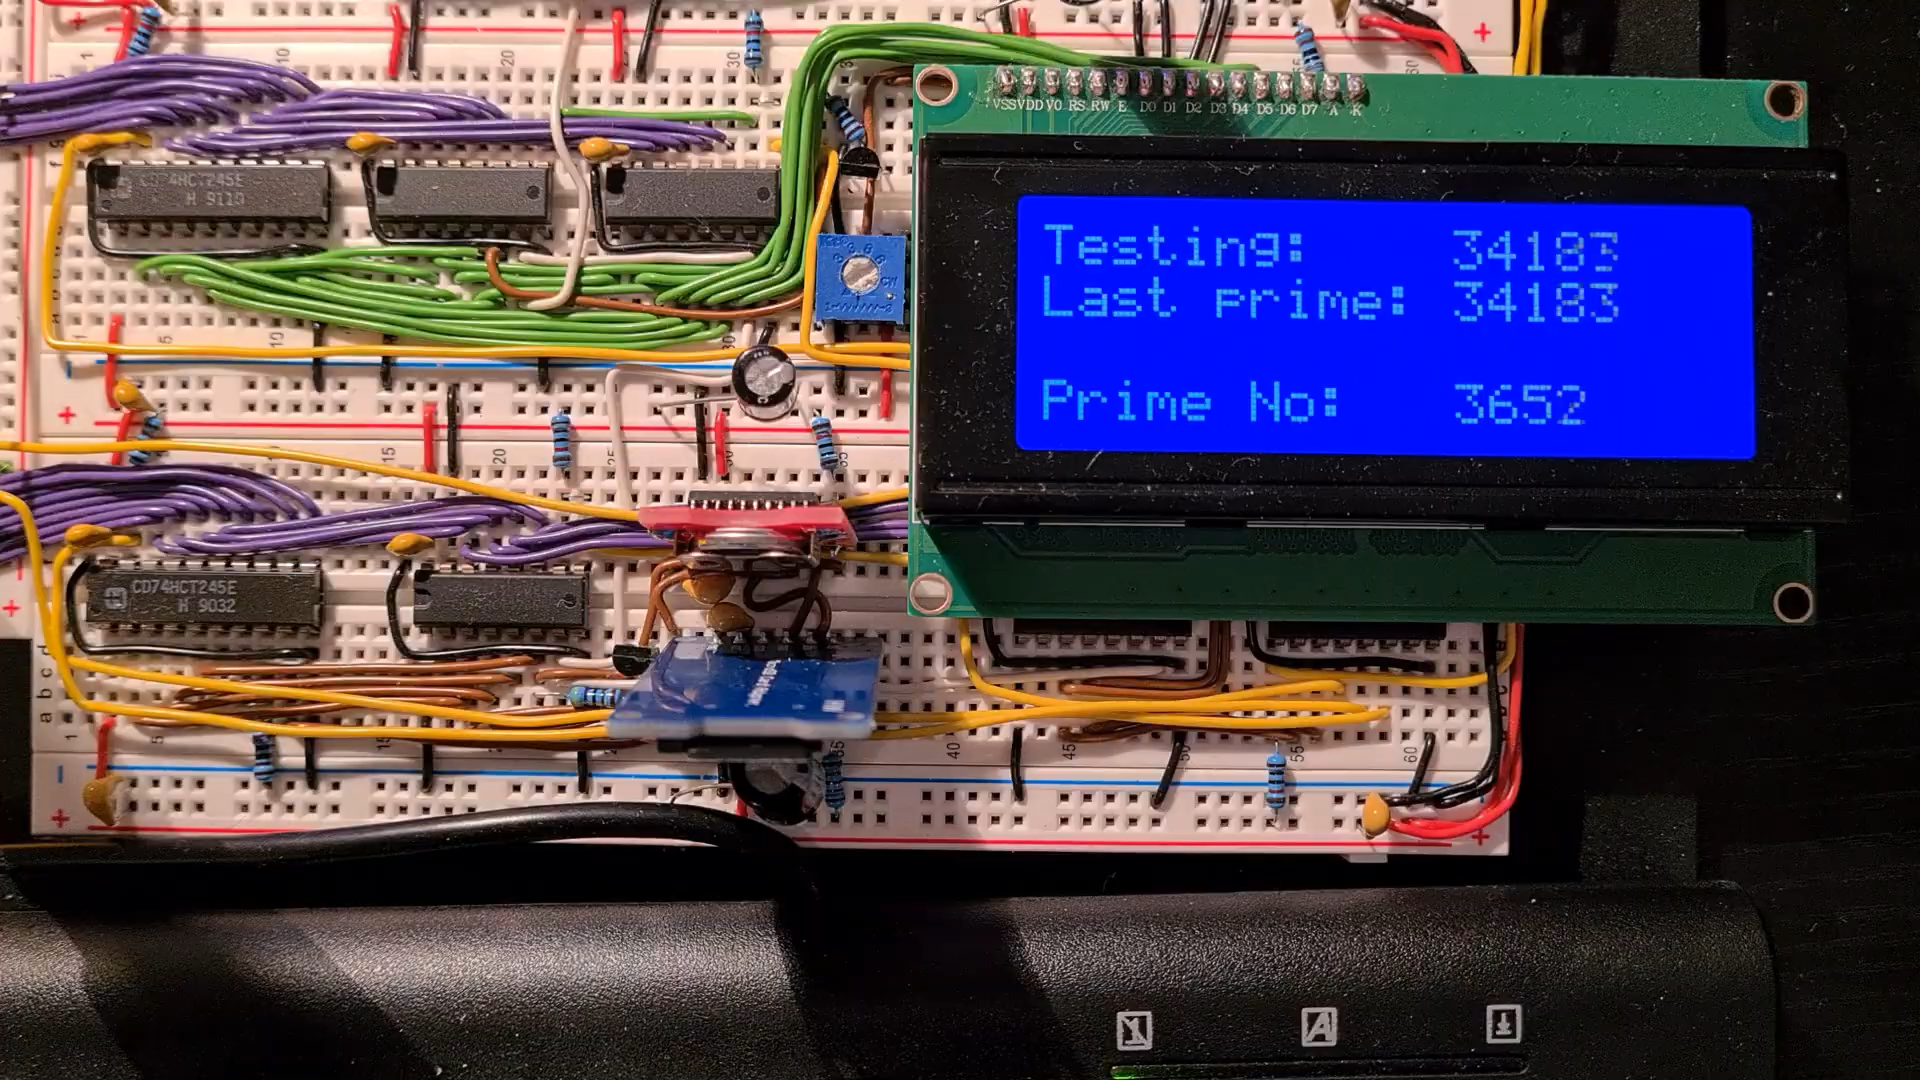 VSS VDD V0 RS RW E D0 D1 D2 D3 D4 D5 D6 D7 A K
Testing: 34183
Last prime: 34183
Prime No: 3652
CD74HCT245E
H 9110
CD74HCT245E
H 9032